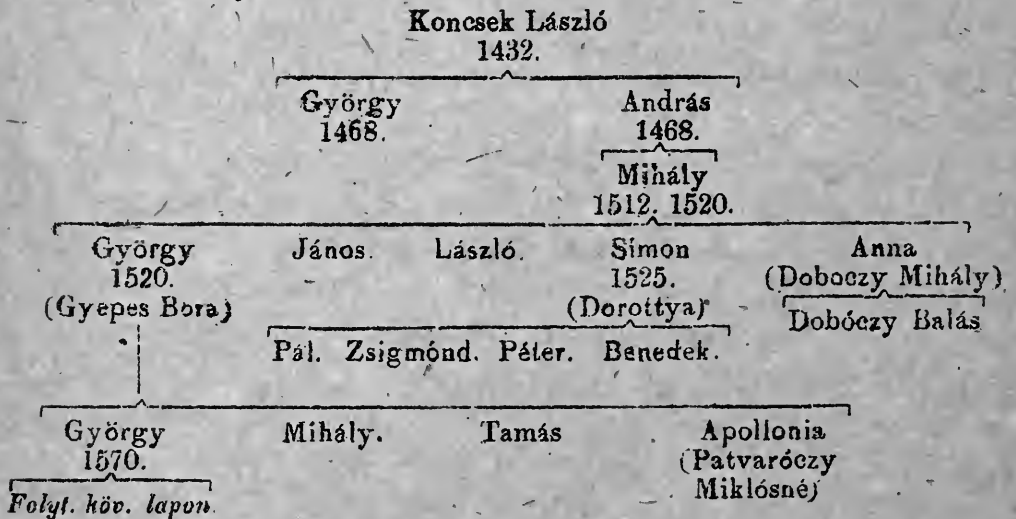 Koncsek László
1432.
György András
1468. 1468.
Mihály
1512. 1520.
György János. László. Simon Anna
1520. 1525. (Doboczy Mihály)
(Gyepes Bora) (Dorottya) Dobóczy Balás
Pál. Zsigmond. Péter. Benedek.
György Mihály. Tamás Apollonia
1570. (Patvaróczy
Folyt. köv. lapon. Miklósné)